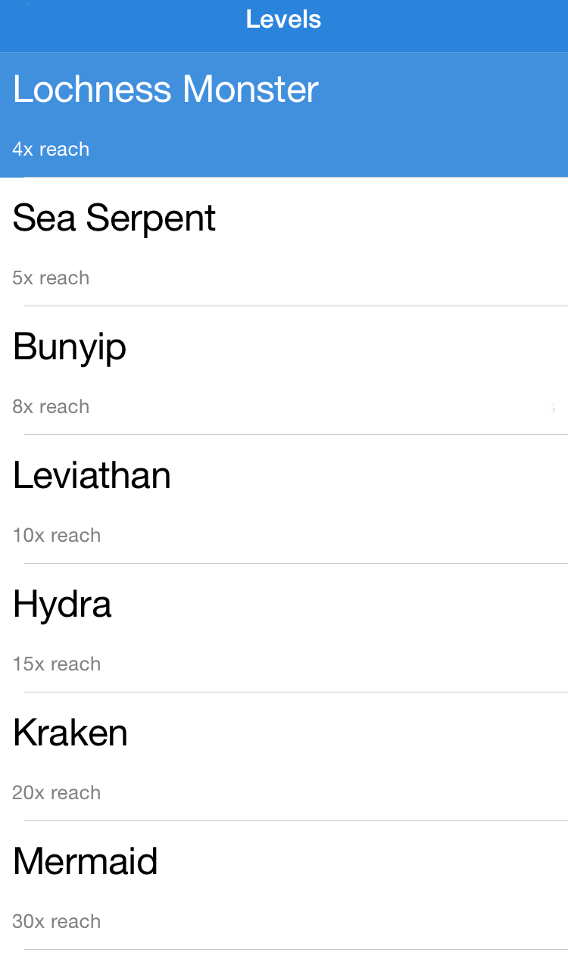 Levels
Lochness Monster
4x reach
Sea Serpent
5x reach
Bunyip
8x reach
Leviathan
10x reach
Hydra
15x reach
Kraken
20x reach
Mermaid
30x reach